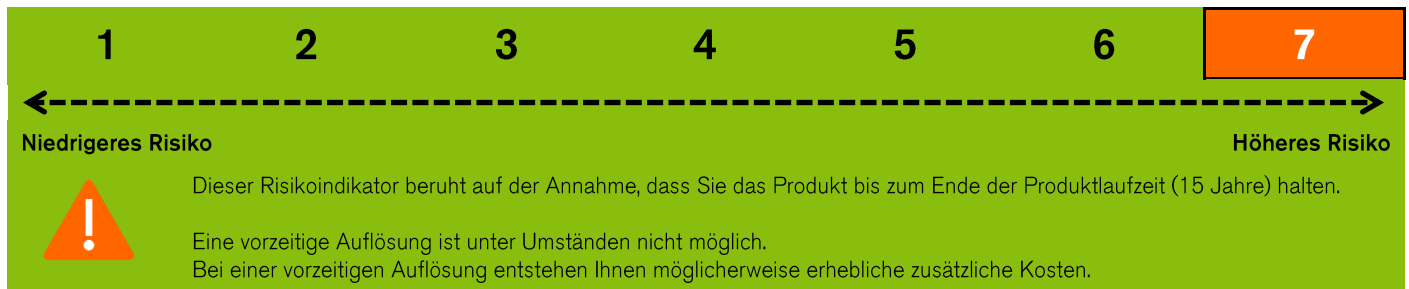 1 2 3 4 5 6 7
Niedrigeres Risiko Höheres Risiko
Dieser Risikoindikator beruht auf der Annahme, dass Sie das Produkt bis zum Ende der Produktlaufzeit (15 Jahre) halten.
Eine vorzeitige Auflösung ist unter Umständen nicht möglich.
Bei einer vorzeitigen Auflösung entstehen Ihnen möglicherweise erhebliche zusätzliche Kosten.